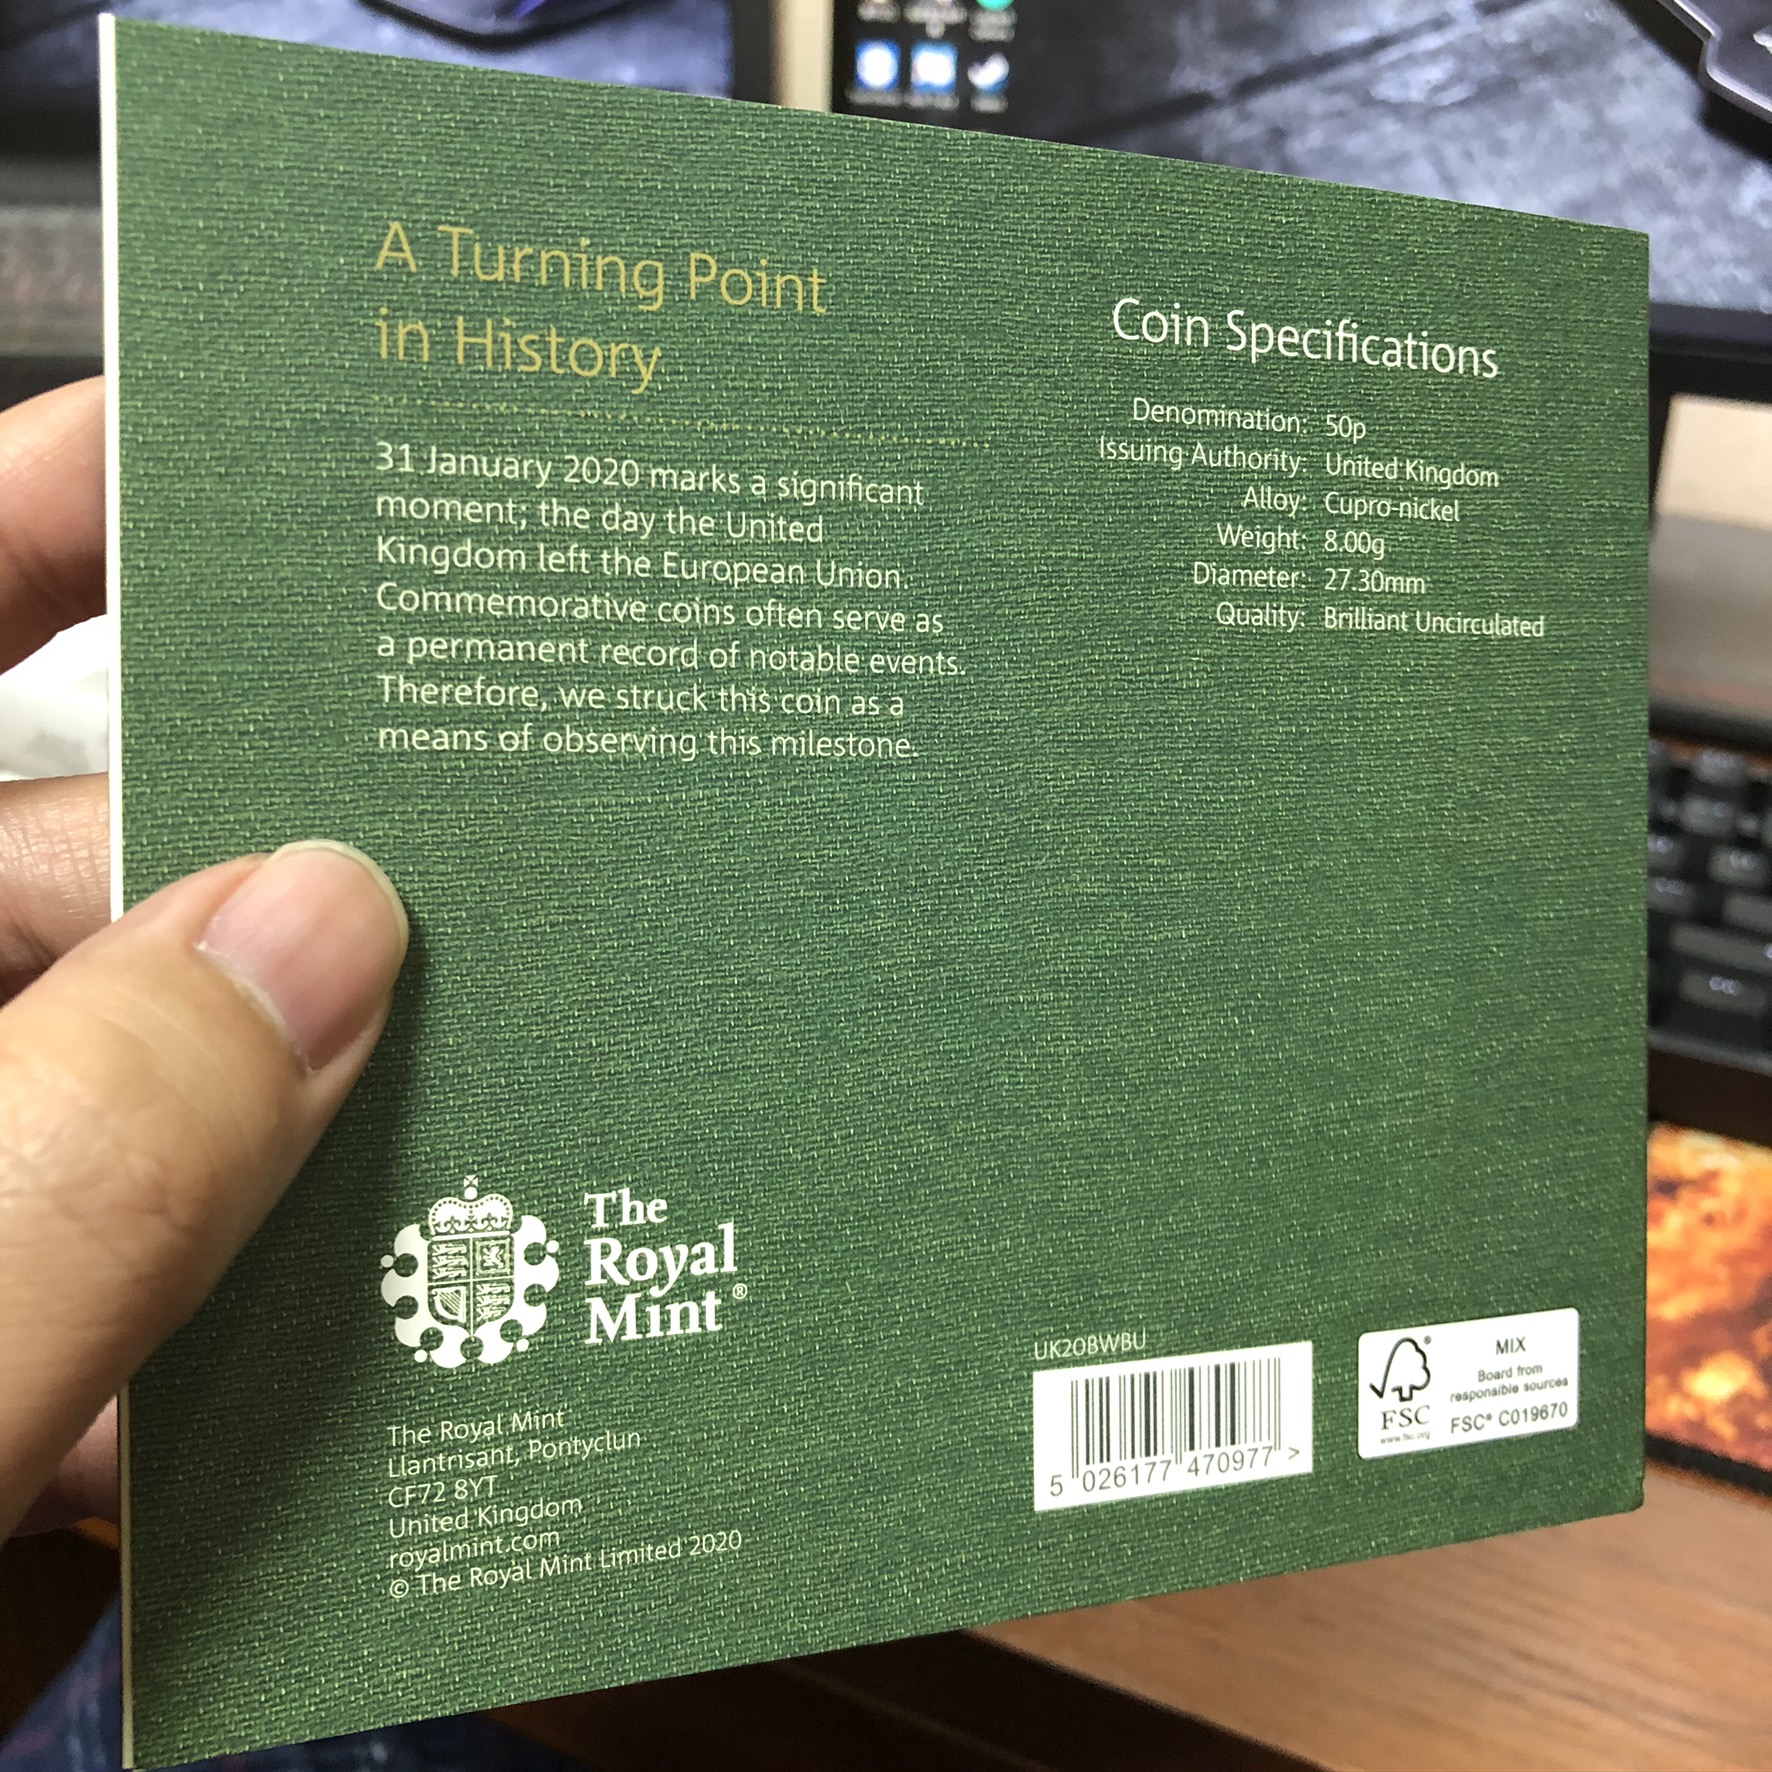 A Turning Point
in History
31 January 2020 marks a significant
moment; the day the United
Kingdom left the European Union.
Commemorative coins often serve as
a permanent record of notable events.
Therefore, we struck this coin as a
means of observing this milestone.
Coin Specifications
Denomination: 50p
Issuing Authority: United Kingdom
Alloy: Cupro-nickel
Weight: 8.00g
Diameter: 27.30mm
Quality: Brilliant Uncirculated
The
Royal
Mint®
The Royal Mint
Llantrisant, Pontyclun
CF72 8YT
United Kingdom
royalmint.com
© The Royal Mint Limited 2020
UK20BWBU
5 026177 470977 >
FSC
www.fsc.org
MIX
Board from
responsible sources
FSC® C019670